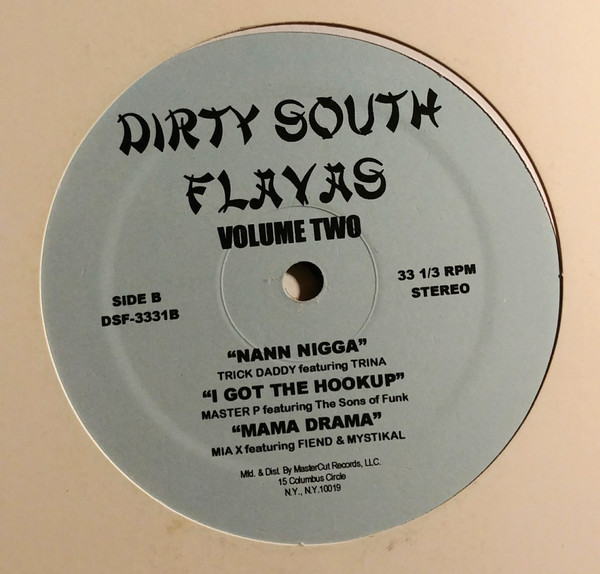 DIRTY SOUTH
FLAVAS
VOLUME TWO
SIDE B
DSF-3331B
33 1/3 RPM
STEREO
"NANN NIGGA"
TRICK DADDY featuring TRINA
"I GOT THE HOOKUP"
MASTER P featuring The Sons of Funk
"MAMA DRAMA"
MIA X featuring FIEND & MYSTIKAL
Mfd. & Dist. By MasterCut Records, LLC.
15 Columbus Circle
N.Y., N.Y.10019